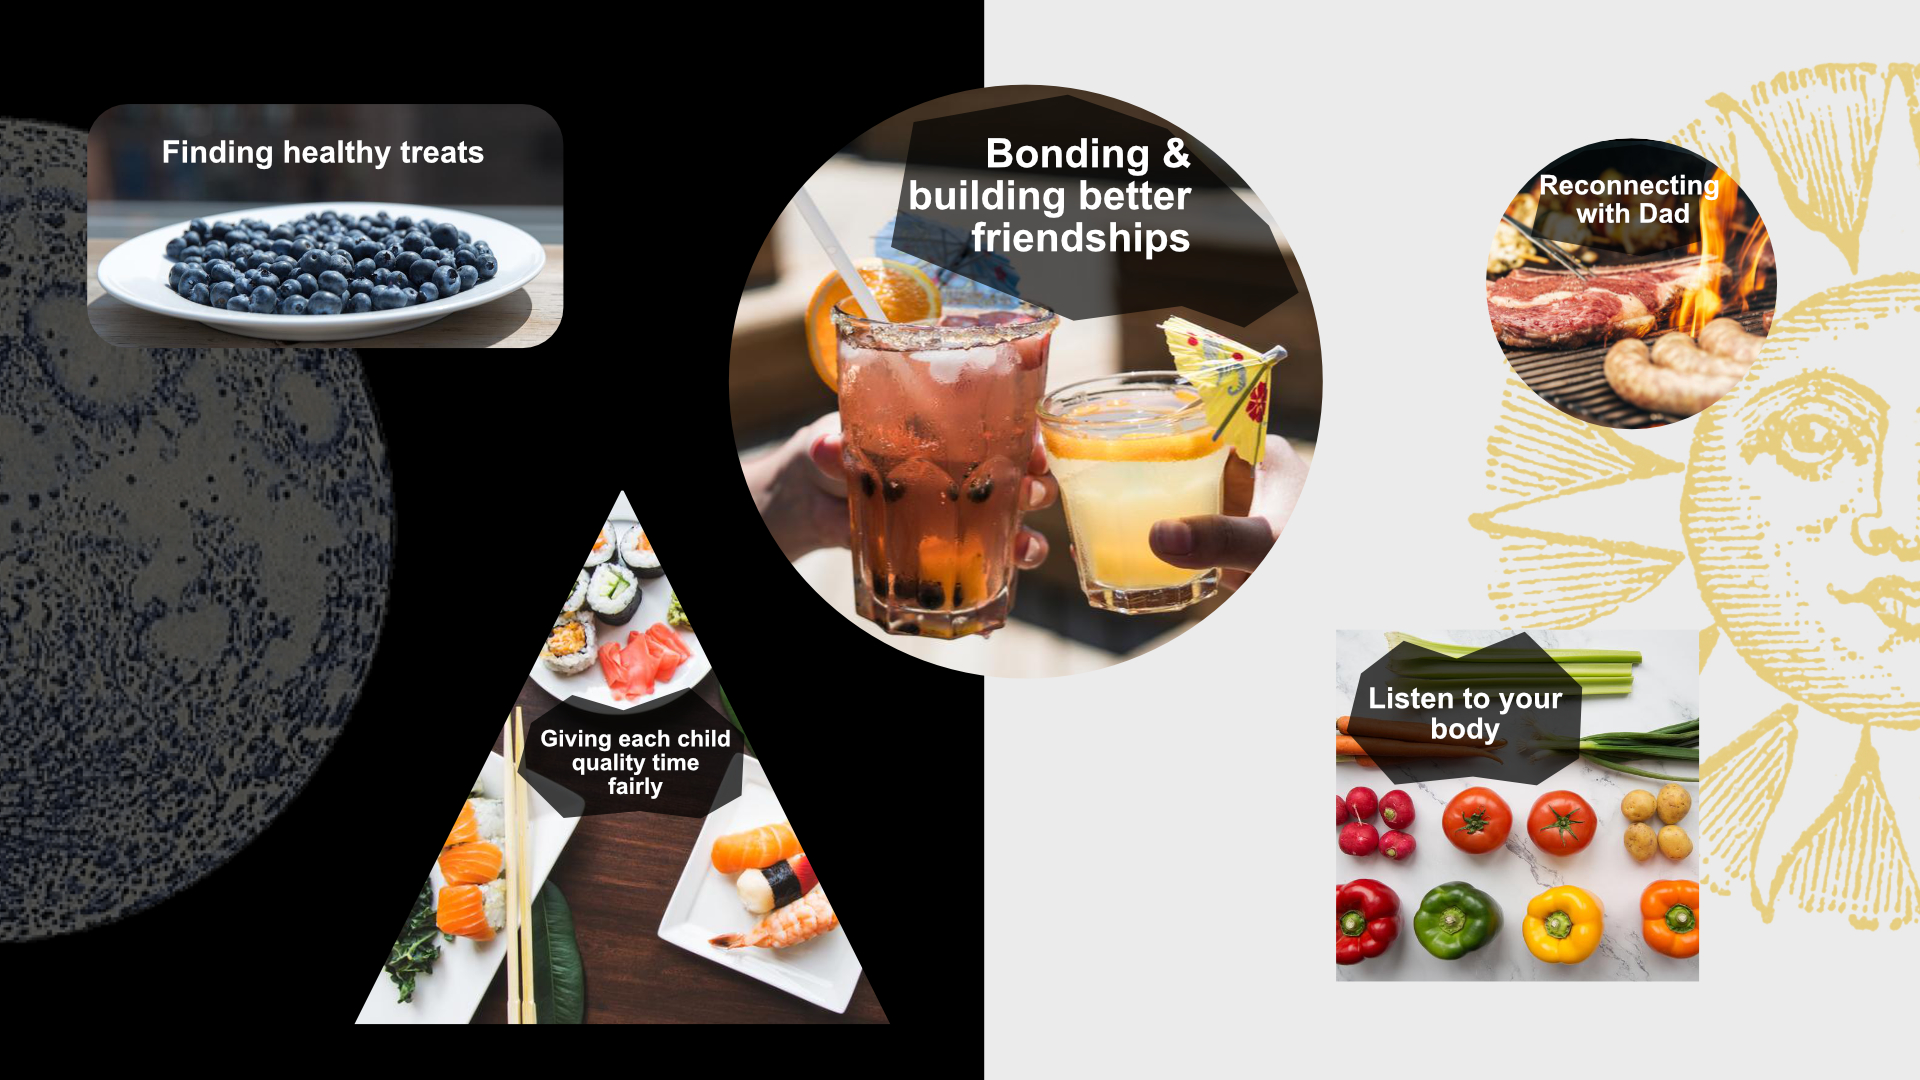 Finding healthy treats
Bonding &
building better
friendships
Reconnecting
with Dad
Giving each child
quality time
fairly
Listen to your
body